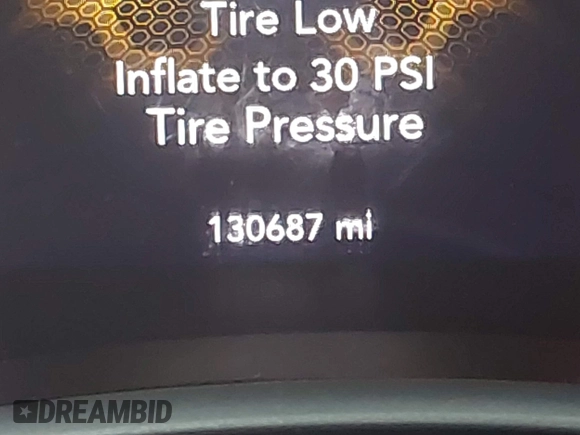 Tire Low
Inflate to 30 PSI
Tire Pressure
130687 mi
DREAMBID